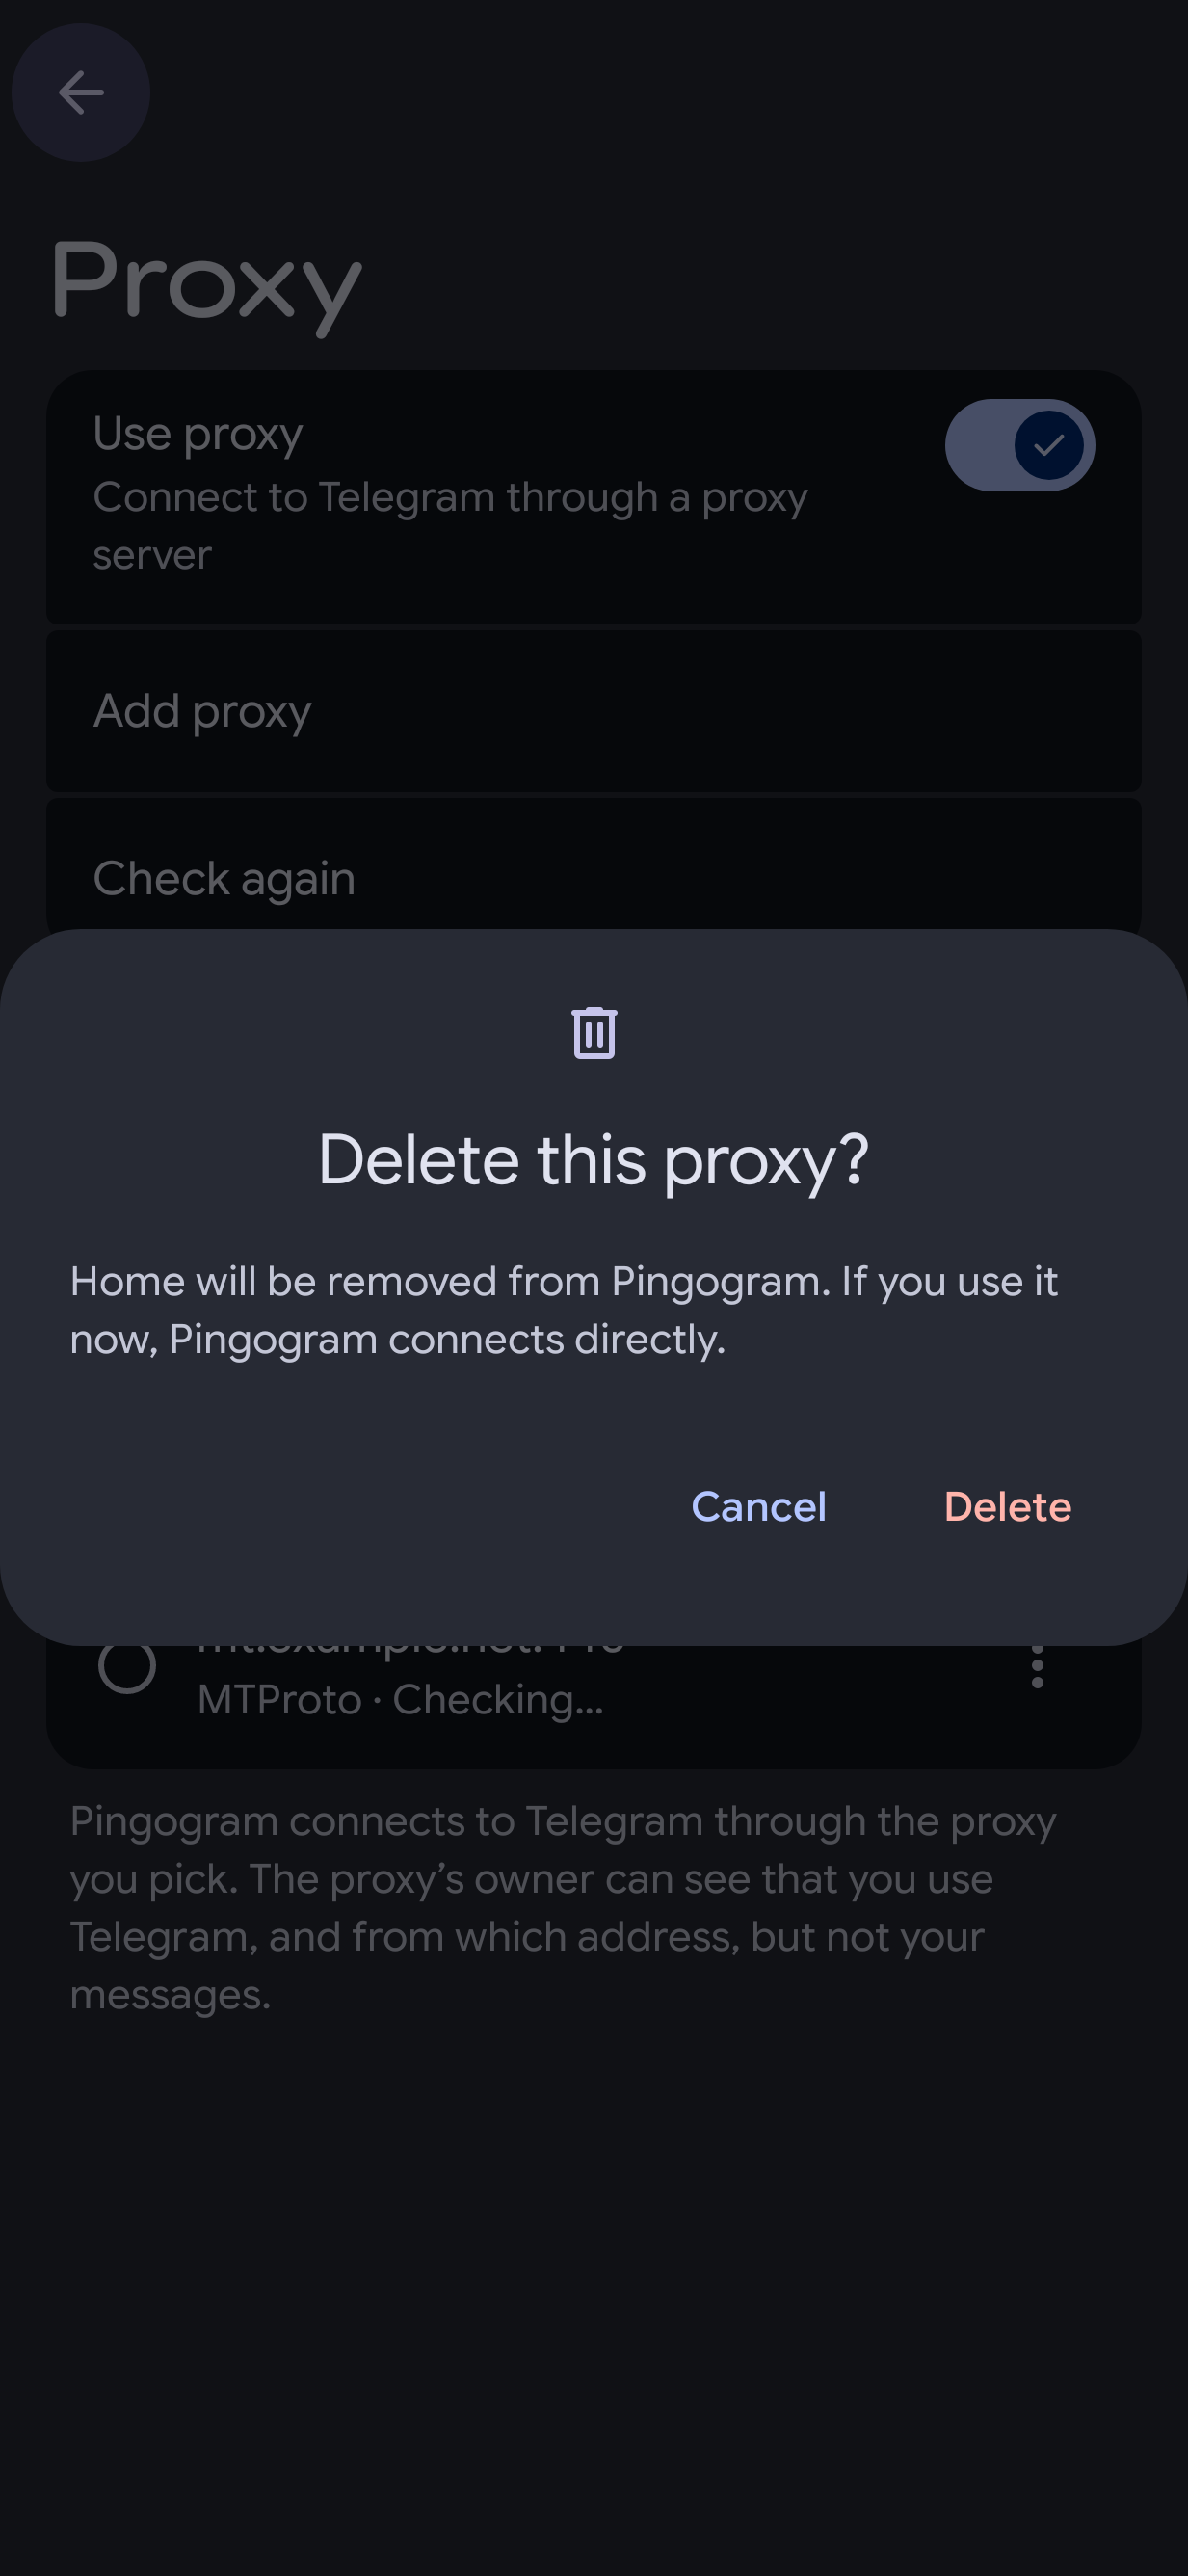 Proxy
Use proxy
Connect to Telegram through a proxy
server
Add proxy
Check again
Delete this proxy?
Home will be removed from Pingogram. If you use it
now, Pingogram connects directly.
Cancel
Delete
MTProto · Checking...
Pingogram connects to Telegram through the proxy
you pick. The proxy’s owner can see that you use
Telegram, and from which address, but not your
messages.